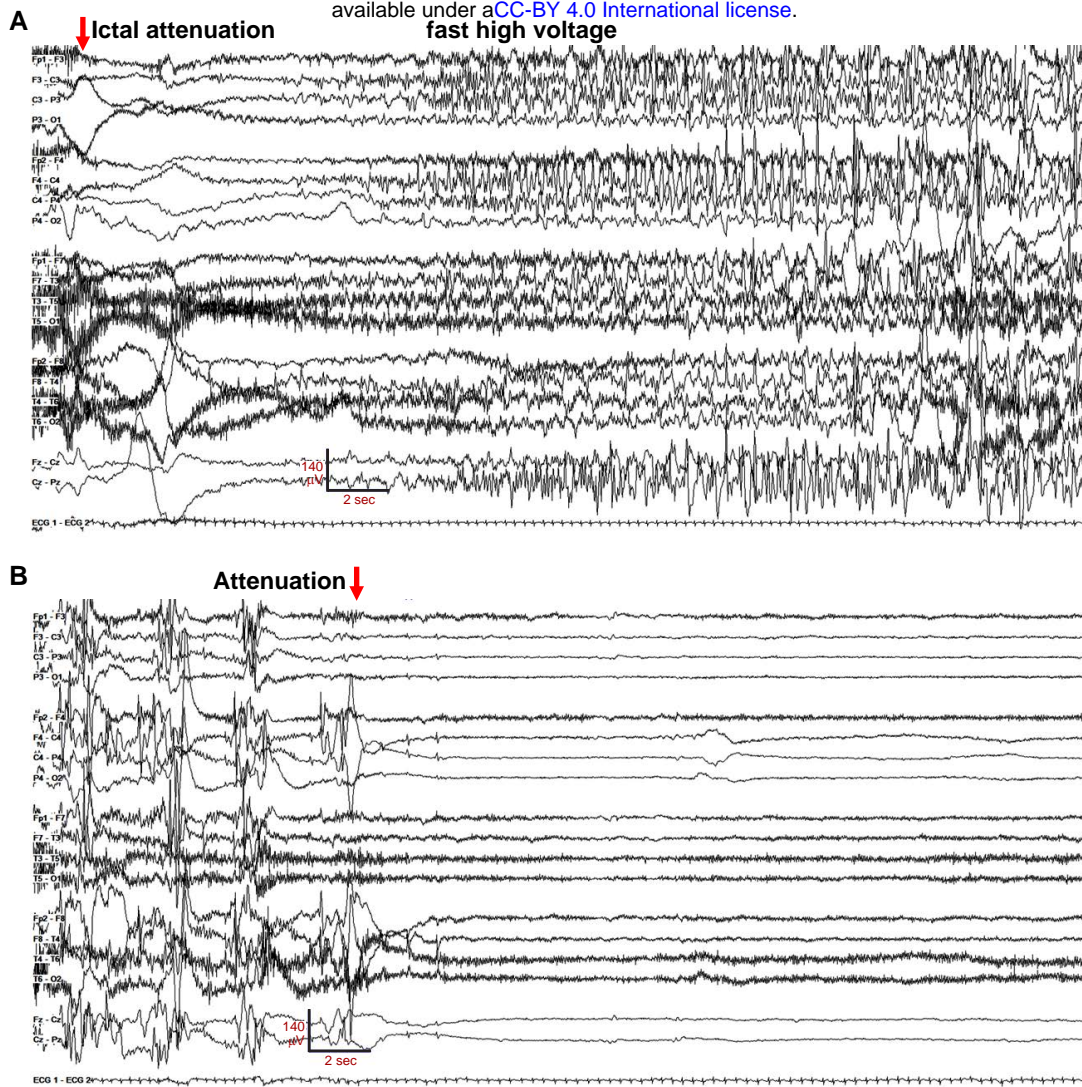 available under aCC-BY 4.0 International license.
A
Ictal attenuation
fast high voltage
Fp1 - F3
F3 - C3
C3 - P3
P3 - O1
Fp2 - F4
F4 - C4
C4 - P4
P4 - O2
Fp1 - F7
F7 - T3
T3 - T5
T5 - O1
Fp2 - F8
F8 - T4
T4 - T6
T6 - O2
Fz - Cz
Cz - Pz
140
µV
2 sec
ECG 1 - ECG 2
B
Attenuation
Fp1 - F3
F3 - C3
C3 - P3
P3 - O1
Fp2 - F4
F4 - C4
C4 - P4
P4 - O2
Fp1 - F7
F7 - T3
T3 - T5
T5 - O1
Fp2 - F8
F8 - T4
T4 - T6
T6 - O2
Fz - Cz
Cz - Pz
140
µV
2 sec
ECG 1 - ECG 2